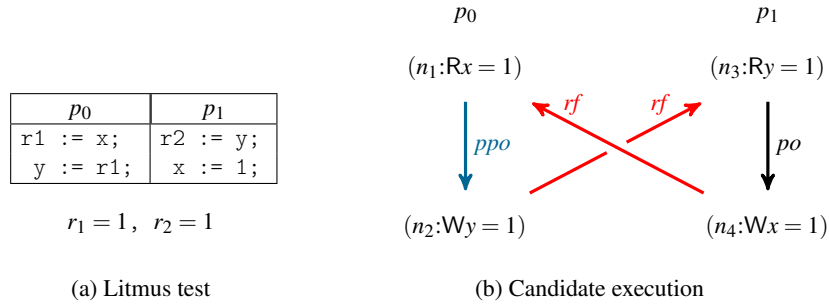 p₀ p₁
r1 := x; r2 := y;
y := r1; x := 1;
r₁ = 1, r₂ = 1
(a) Litmus test
p₀ p₁
(n₁:Rx = 1) (n₃:Ry = 1)
rf rf
ppo po
(n₂:Wy = 1) (n₄:Wx = 1)
(b) Candidate execution